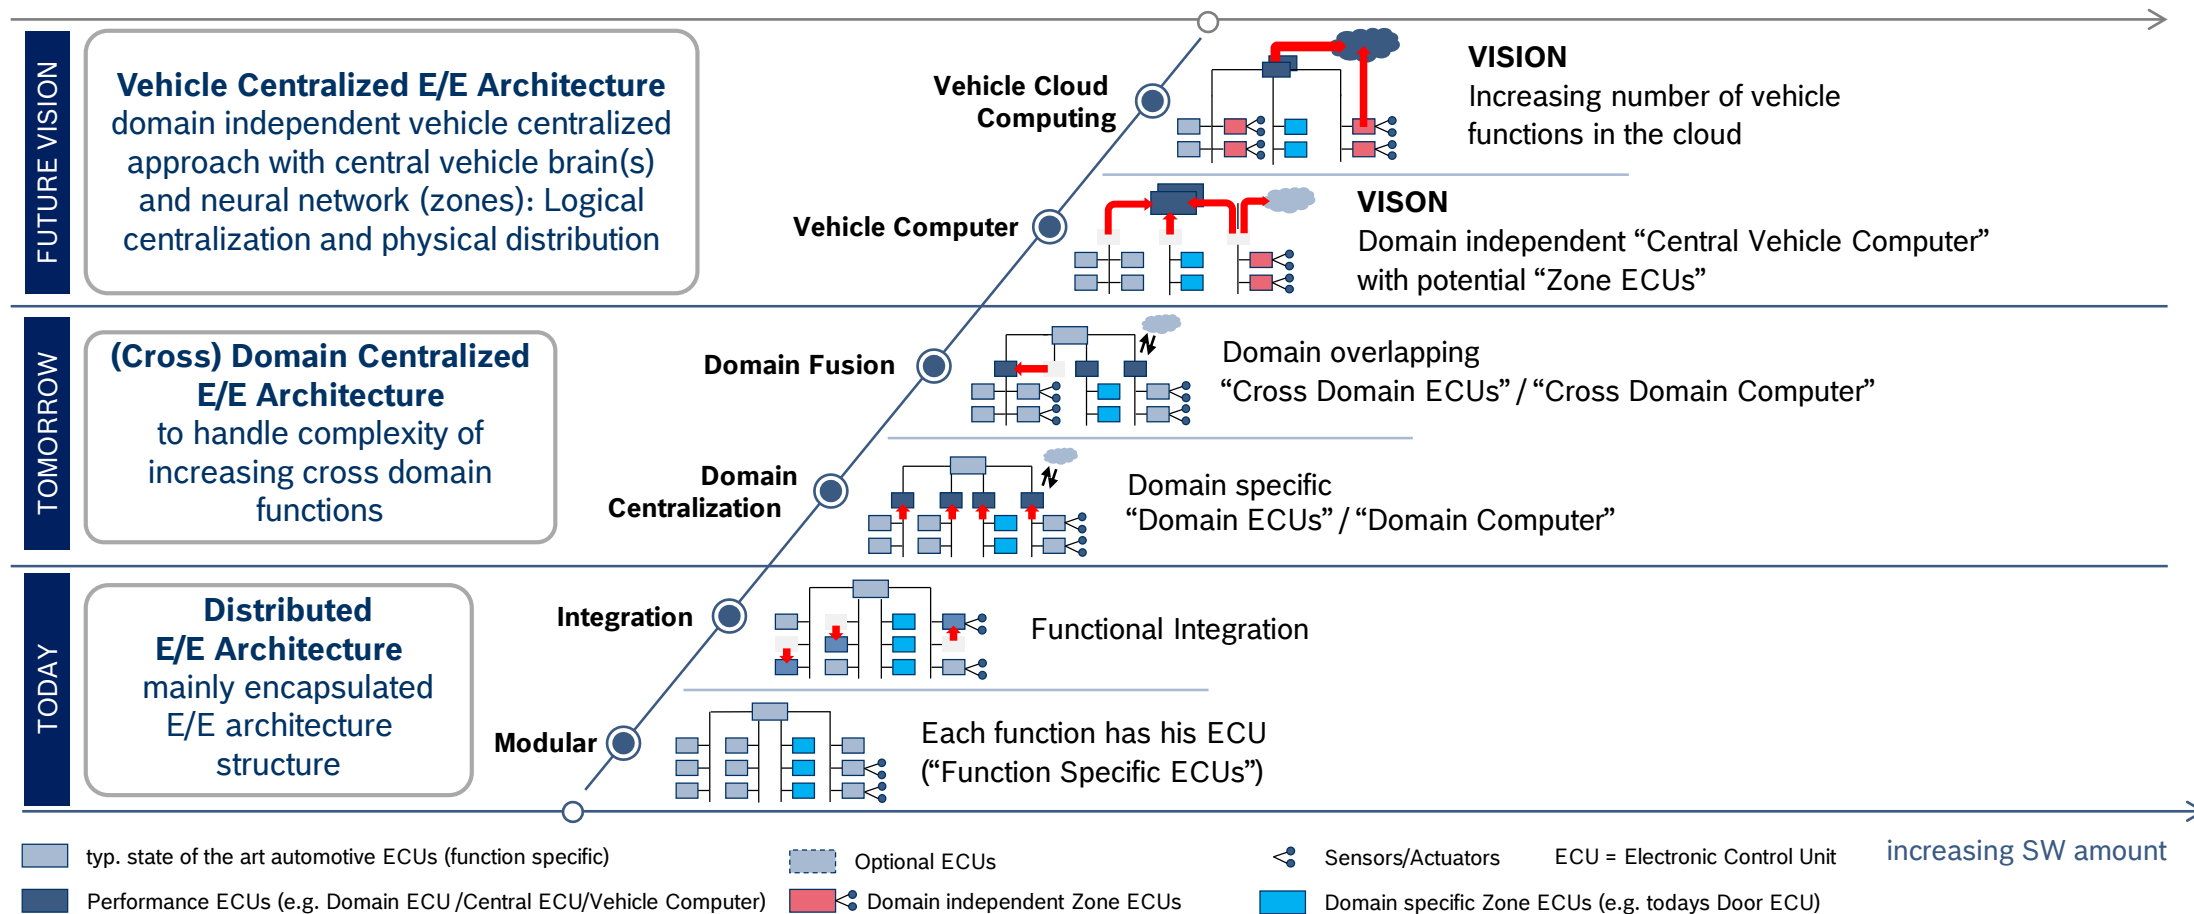 FUTURE VISION
Vehicle Centralized E/E Architecture
domain independent vehicle centralized
approach with central vehicle brain(s)
and neural network (zones): Logical
centralization and physical distribution
Vehicle Cloud
Computing
VISION
Increasing number of vehicle
functions in the cloud
Vehicle Computer
VISON
Domain independent “Central Vehicle Computer”
with potential “Zone ECUs”
TOMORROW
(Cross) Domain Centralized
E/E Architecture
to handle complexity of
increasing cross domain
functions
Domain Fusion
Domain overlapping
“Cross Domain ECUs” / “Cross Domain Computer”
Domain
Centralization
Domain specific
“Domain ECUs” / “Domain Computer”
TODAY
Distributed
E/E Architecture
mainly encapsulated
E/E architecture
structure
Integration
Functional Integration
Modular
Each function has his ECU
(“Function Specific ECUs”)
typ. state of the art automotive ECUs (function specific)
Optional ECUs
Sensors/Actuators
ECU = Electronic Control Unit
increasing SW amount
Performance ECUs (e.g. Domain ECU /Central ECU/Vehicle Computer)
Domain independent Zone ECUs
Domain specific Zone ECUs (e.g. todays Door ECU)